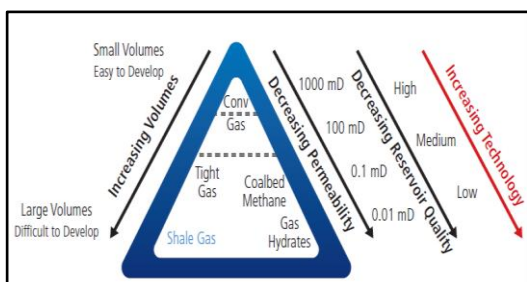 Small Volumes
Easy to Develop
Increasing Volumes
Large Volumes
Difficult to Develop
Conv
Gas
Tight
Gas
Coalbed
Methane
Gas
Hydrates
Shale Gas
Decreasing Permeability
1000 mD
100 mD
0.1 mD
0.01 mD
Decreasing Reservoir Quality
High
Medium
Low
Increasing Technology